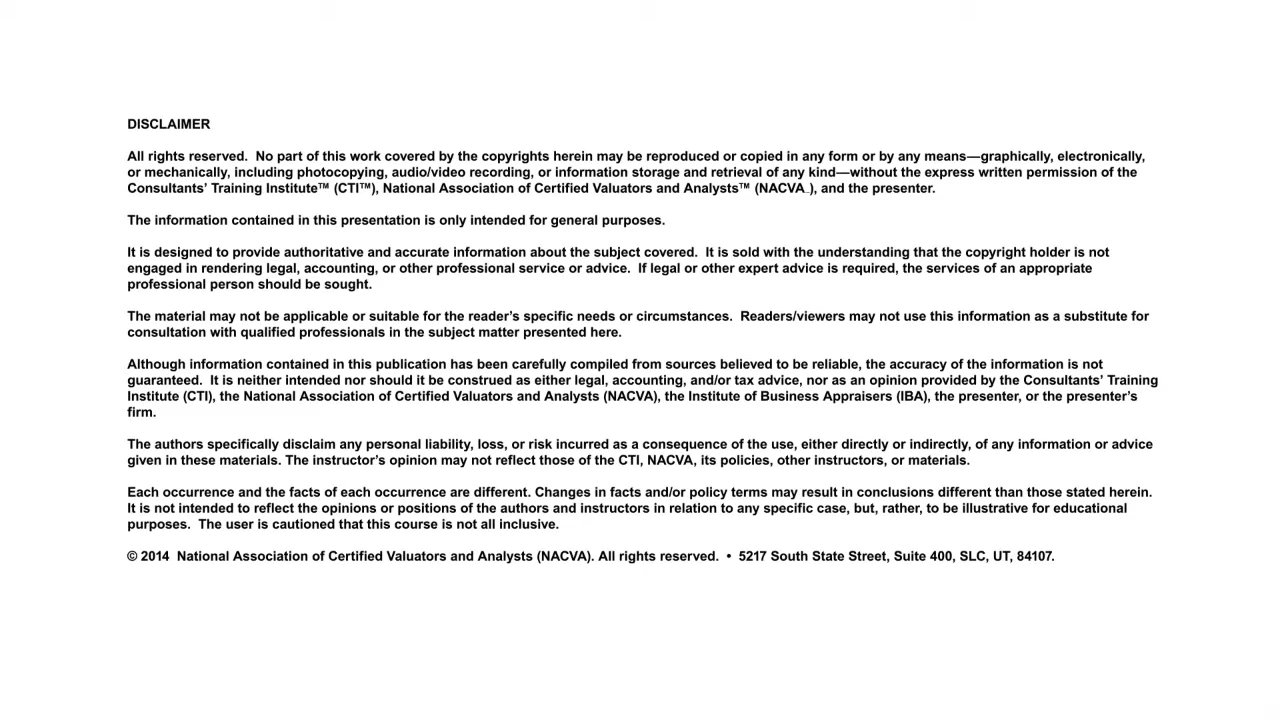 DISCLAIMER
All rights reserved.  No part of this work covered by the copyrights herein may be reproduced or copied in any form or by any means—graphically, electronically,
or mechanically, including photocopying, audio/video recording, or information storage and retrieval of any kind—without the express written permission of the
Consultants’ Training Institute™ (CTI™), National Association of Certified Valuators and Analysts™ (NACVA ), and the presenter.
The information contained in this presentation is only intended for general purposes.
It is designed to provide authoritative and accurate information about the subject covered.  It is sold with the understanding that the copyright holder is not
engaged in rendering legal, accounting, or other professional service or advice.  If legal or other expert advice is required, the services of an appropriate
professional person should be sought.
The material may not be applicable or suitable for the reader’s specific needs or circumstances.  Readers/viewers may not use this information as a substitute for
consultation with qualified professionals in the subject matter presented here.
Although information contained in this publication has been carefully compiled from sources believed to be reliable, the accuracy of the information is not
guaranteed.  It is neither intended nor should it be construed as either legal, accounting, and/or tax advice, nor as an opinion provided by the Consultants’ Training
Institute (CTI), the National Association of Certified Valuators and Analysts (NACVA), the Institute of Business Appraisers (IBA), the presenter, or the presenter’s
firm.
The authors specifically disclaim any personal liability, loss, or risk incurred as a consequence of the use, either directly or indirectly, of any information or advice
given in these materials. The instructor’s opinion may not reflect those of the CTI, NACVA, its policies, other instructors, or materials.
Each occurrence and the facts of each occurrence are different. Changes in facts and/or policy terms may result in conclusions different than those stated herein.
It is not intended to reflect the opinions or positions of the authors and instructors in relation to any specific case, but, rather, to be illustrative for educational
purposes.  The user is cautioned that this course is not all inclusive.
© 2014  National Association of Certified Valuators and Analysts (NACVA). All rights reserved.  •  5217 South State Street, Suite 400, SLC, UT, 84107.